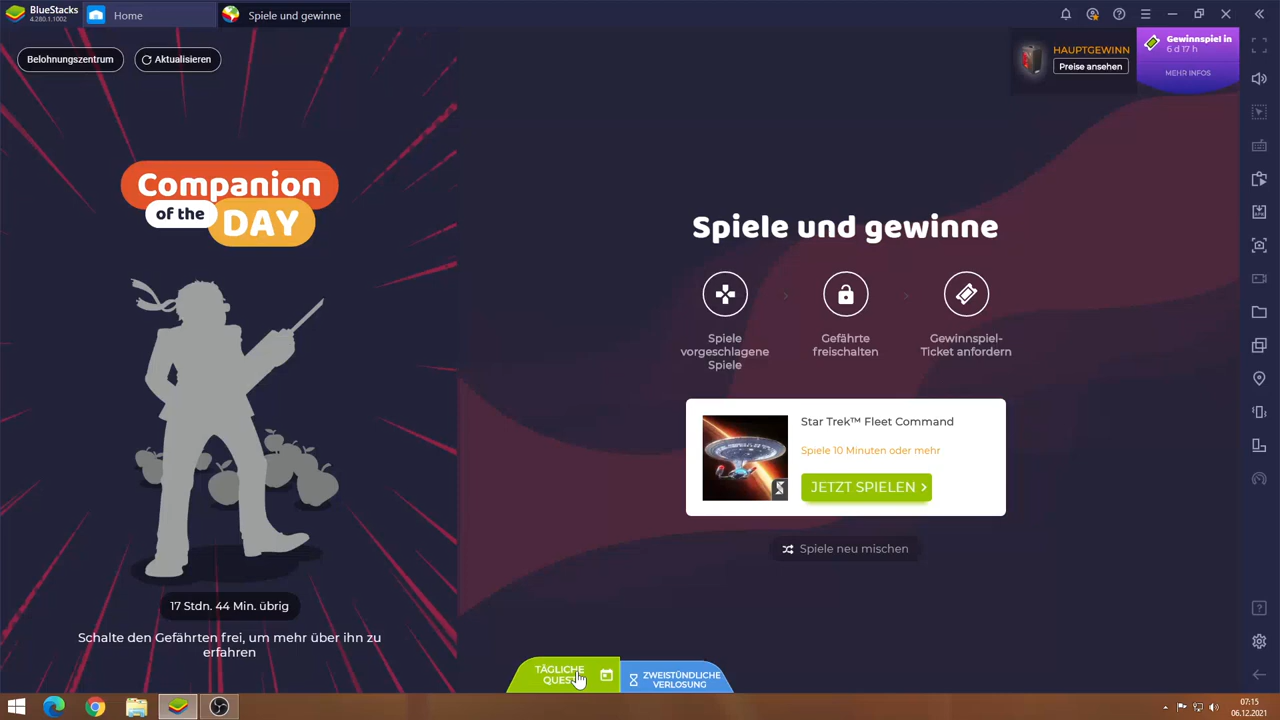 BlueStacks
4.280.1.1002
Home
Spiele und gewinne
Belohnungszentrum
Aktualisieren
HAUPTGEWINN
Preise ansehen
Gewinnspiel in
6 d 17 h
MEHR INFOS
Companion
of the DAY
17 Stdn. 44 Min. übrig
Schalte den Gefährten frei, um mehr über ihn zu
erfahren
Spiele und gewinne
Spiele
vorgeschlagene
Spiele
Gefährte
freischalten
Gewinnspiel-
Ticket anfordern
Star Trek™ Fleet Command
Spiele 10 Minuten oder mehr
JETZT SPIELEN
Spiele neu mischen
TÄGLICHE
QUEST
ZWEISTÜNDLICHE
VERLOSUNG
07:15
06.12.2021